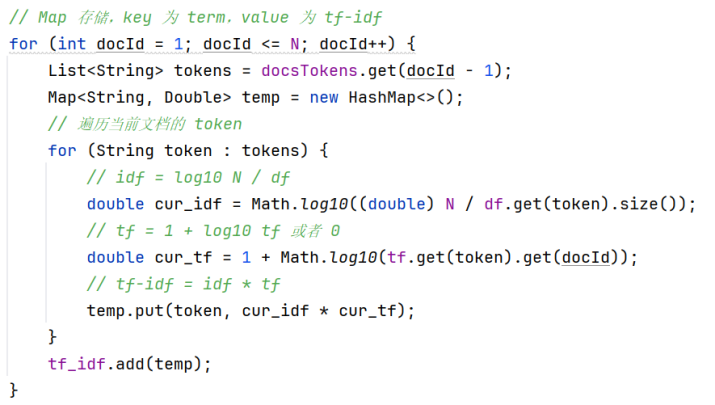 // Map 存储. key 为 term. value 为 tf-idf
for (int docId = 1; docId <= N; docId++) {
    List<String> tokens = docsTokens.get(docId - 1);
    Map<String, Double> temp = new HashMap<>();
    // 遍历当前文档的 token
    for (String token : tokens) {
        // idf = log10 N / df
        double cur_idf = Math.log10((double) N / df.get(token).size());
        // tf = 1 + log10 tf 或者 0
        double cur_tf = 1 + Math.log10(tf.get(token).get(docId));
        // tf-idf = idf * tf
        temp.put(token, cur_idf * cur_tf);
    }
    tf_idf.add(temp);
}